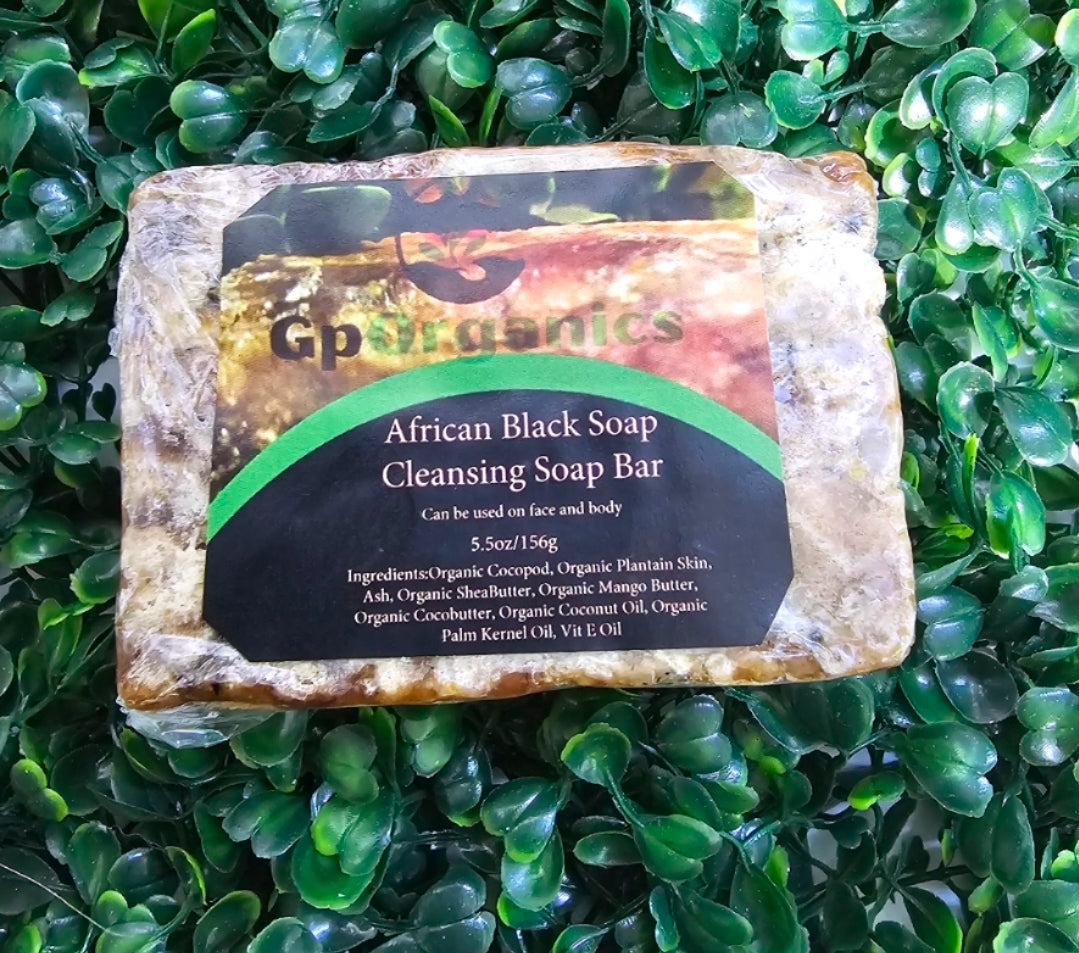 GpOrganics
African Black Soap
Cleansing Soap Bar
Can be used on face and body
5.5oz/156g
Ingredients:Organic Cocopod, Organic Plantain Skin,
Ash, Organic SheaButter, Organic Mango Butter,
Organic Cocobutter, Organic Coconut Oil, Organic
Palm Kernel Oil, Vit E Oil